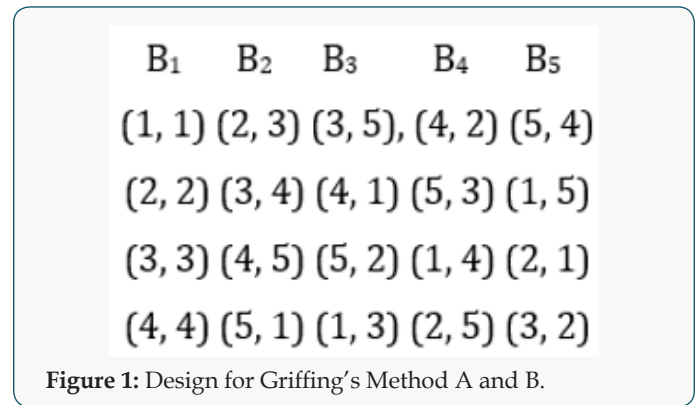 B₁ B₂ B₃ B₄ B₅
(1, 1) (2, 3) (3, 5), (4, 2) (5, 4)
(2, 2) (3, 4) (4, 1) (5, 3) (1, 5)
(3, 3) (4, 5) (5, 2) (1, 4) (2, 1)
(4, 4) (5, 1) (1, 3) (2, 5) (3, 2)
Figure 1: Design for Griffing’s Method A and B.